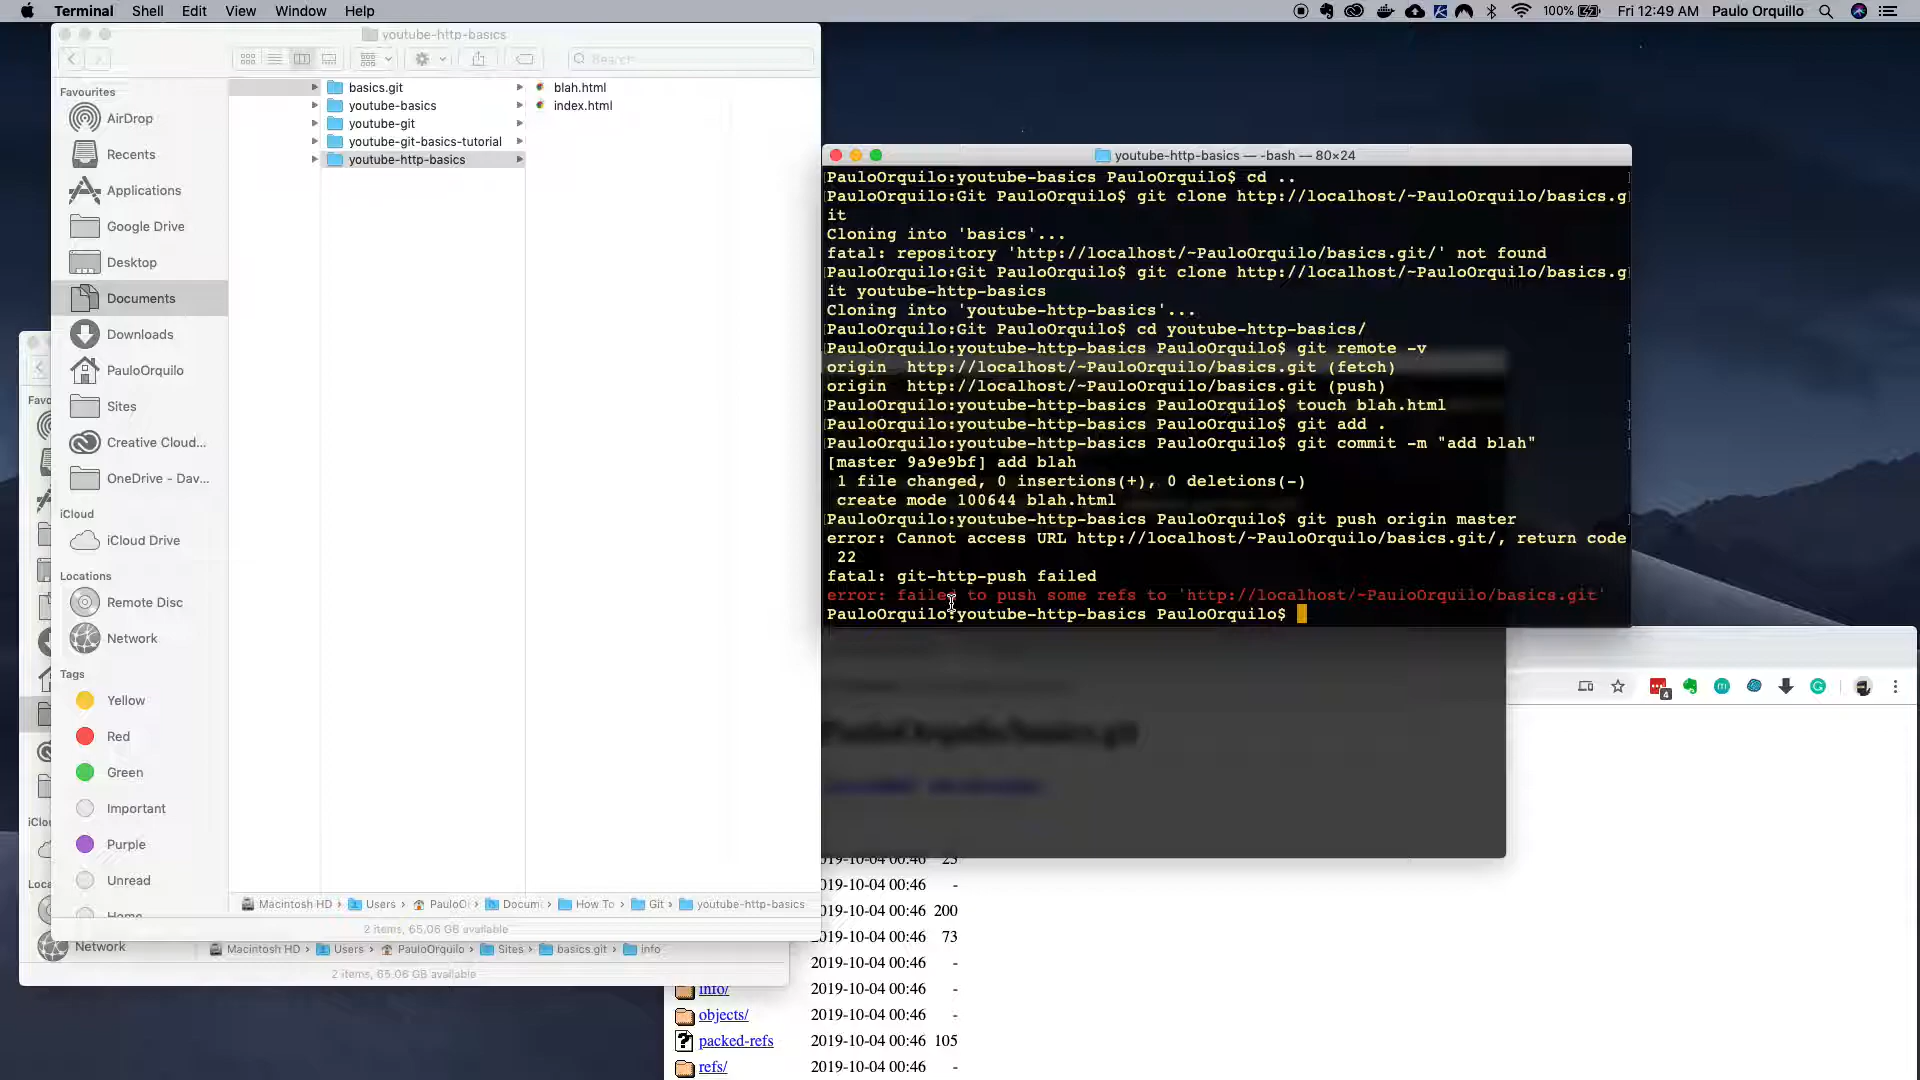 Terminal Shell Edit View Window Help
100% Fri 12:49 AM Paulo Orquillo
youtube-http-basics
Search
Favourites
AirDrop
Recents
Applications
Google Drive
Desktop
Documents
Downloads
PauloOrquilo
Sites
Creative Cloud...
OneDrive - Dav...
iCloud
iCloud Drive
Locations
Remote Disc
Network
Tags
Yellow
Red
Green
Important
Purple
Unread
Home
basics.git
youtube-basics
youtube-git
youtube-git-basics-tutorial
youtube-http-basics
blah.html
index.html
Macintosh HD › Users › PauloO › Docum › How To › Git › youtube-http-basics
2 items, 65.06 GB available
Favo
iClou
Loca
Network
Macintosh HD › Users › PauloOrquilo › Sites › basics.git › info
2 items, 65.06 GB available
youtube-http-basics — -bash — 80×24
PauloOrquilo:youtube-basics PauloOrquilo$ cd ..
PauloOrquilo:Git PauloOrquilo$ git clone http://localhost/~PauloOrquilo/basics.g
it
Cloning into 'basics'...
fatal: repository 'http://localhost/~PauloOrquilo/basics.git/' not found
PauloOrquilo:Git PauloOrquilo$ git clone http://localhost/~PauloOrquilo/basics.g
it youtube-http-basics
Cloning into 'youtube-http-basics'...
PauloOrquilo:Git PauloOrquilo$ cd youtube-http-basics/
PauloOrquilo:youtube-http-basics PauloOrquilo$ git remote -v
origin  http://localhost/~PauloOrquilo/basics.git (fetch)
origin  http://localhost/~PauloOrquilo/basics.git (push)
PauloOrquilo:youtube-http-basics PauloOrquilo$ touch blah.html
PauloOrquilo:youtube-http-basics PauloOrquilo$ git add .
PauloOrquilo:youtube-http-basics PauloOrquilo$ git commit -m "add blah"
[master 9a9e9bf] add blah
 1 file changed, 0 insertions(+), 0 deletions(-)
 create mode 100644 blah.html
PauloOrquilo:youtube-http-basics PauloOrquilo$ git push origin master
error: Cannot access URL http://localhost/~PauloOrquilo/basics.git/, return code
 22
fatal: git-http-push failed
error: failed to push some refs to 'http://localhost/~PauloOrquilo/basics.git'
PauloOrquilo:youtube-http-basics PauloOrquilo$
4
PauloOrquilo/basics.git
2019-10-04 00:46 23
2019-10-04 00:46 -
2019-10-04 00:46 200
2019-10-04 00:46 73
2019-10-04 00:46 -
info/ 2019-10-04 00:46 -
objects/ 2019-10-04 00:46 -
packed-refs 2019-10-04 00:46 105
refs/ 2019-10-04 00:46 -